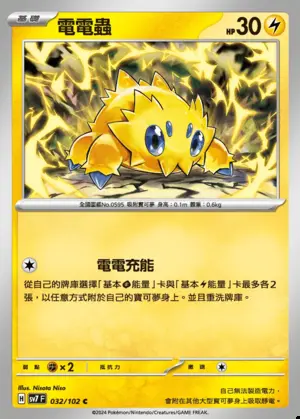 基礎 電電蟲 HP 30
全國圖鑑No.0595 吸附寶可夢 身高：0.1m 體重：0.6kg
電電充能
從自己的牌庫選擇「基本能量」卡與「基本能量」卡最多各2
張，以任意方式附於自己的寶可夢身上。並且重洗牌庫。
弱點 ×2 抵抗力 撤退
Illus. Nisota Niso
H SV7 F 032/102 C
自己無法製造電力，
會附在其他大型寶可夢身上吸取靜電。
©2024 Pokémon/Nintendo/Creatures/GAME FREAK.